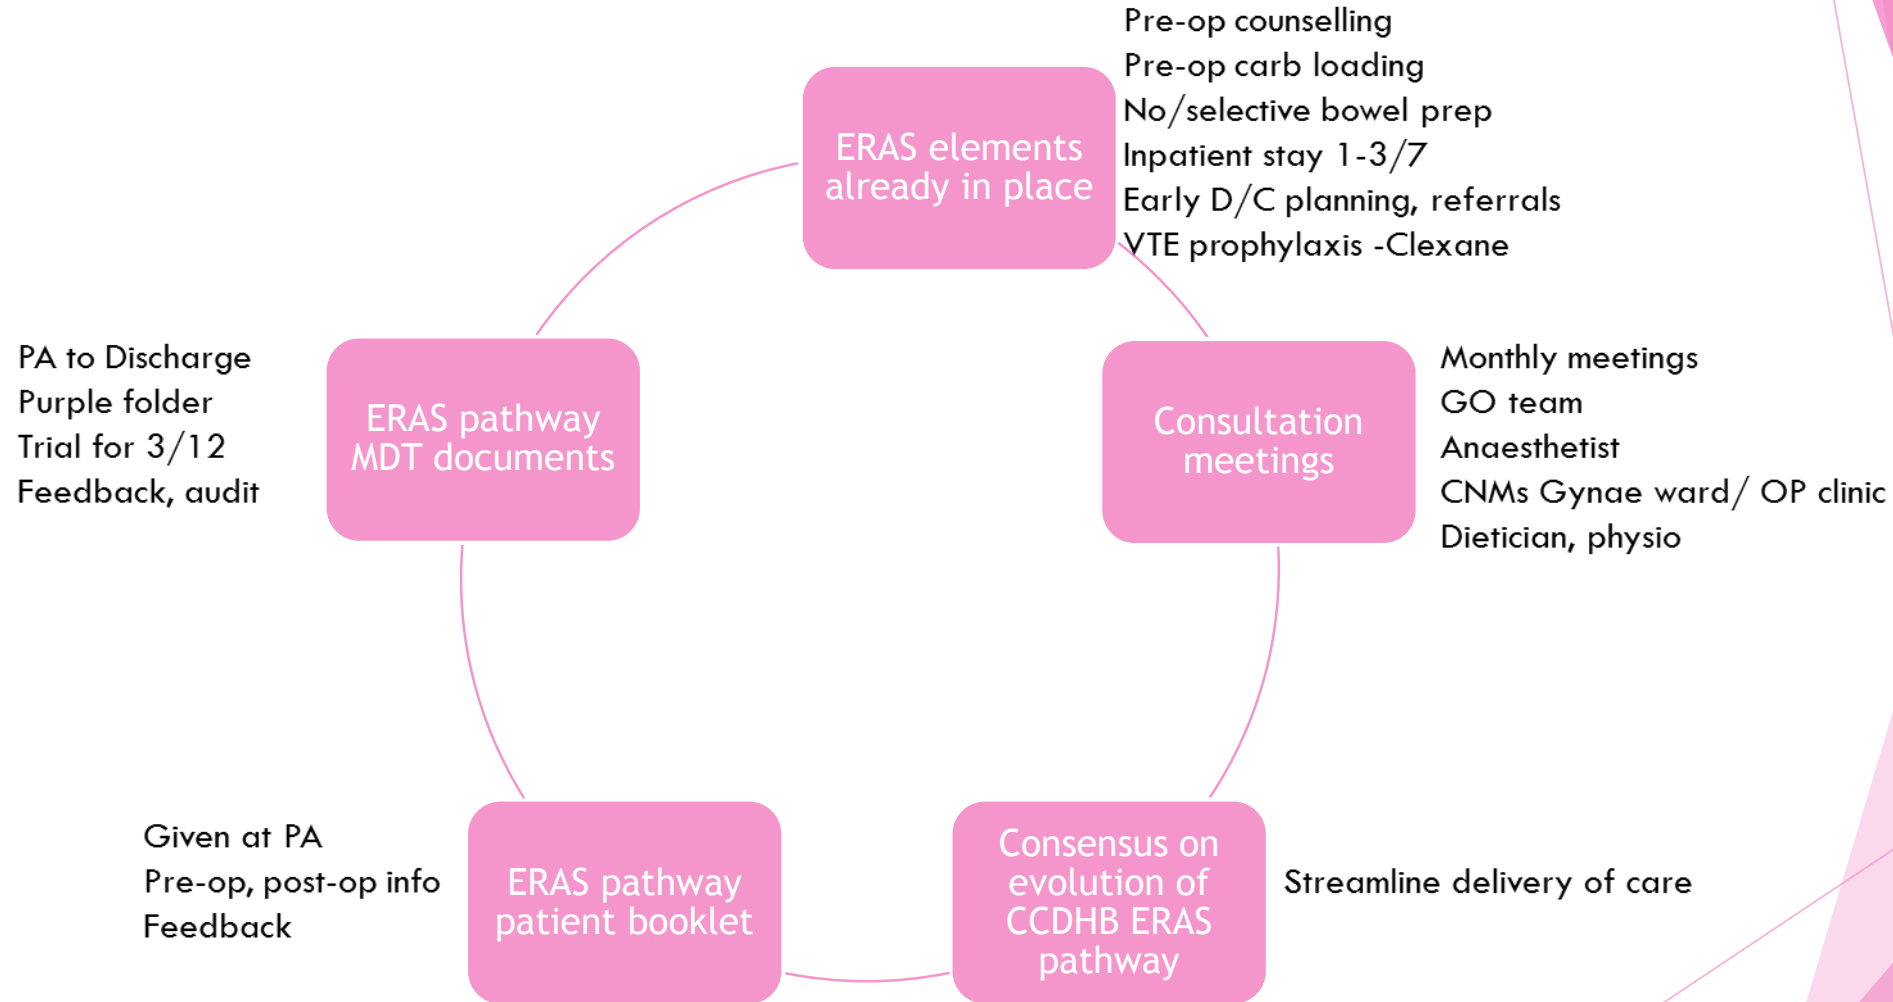 ERAS elements
already in place
Pre-op counselling
Pre-op carb loading
No/selective bowel prep
Inpatient stay 1-3/7
Early D/C planning, referrals
VTE prophylaxis -Clexane
Consultation
meetings
Monthly meetings
GO team
Anaesthetist
CNMs Gynae ward/ OP clinic
Dietician, physio
Consensus on
evolution of
CCDHB ERAS
pathway
Streamline delivery of care
ERAS pathway
patient booklet
Given at PA
Pre-op, post-op info
Feedback
ERAS pathway
MDT documents
PA to Discharge
Purple folder
Trial for 3/12
Feedback, audit